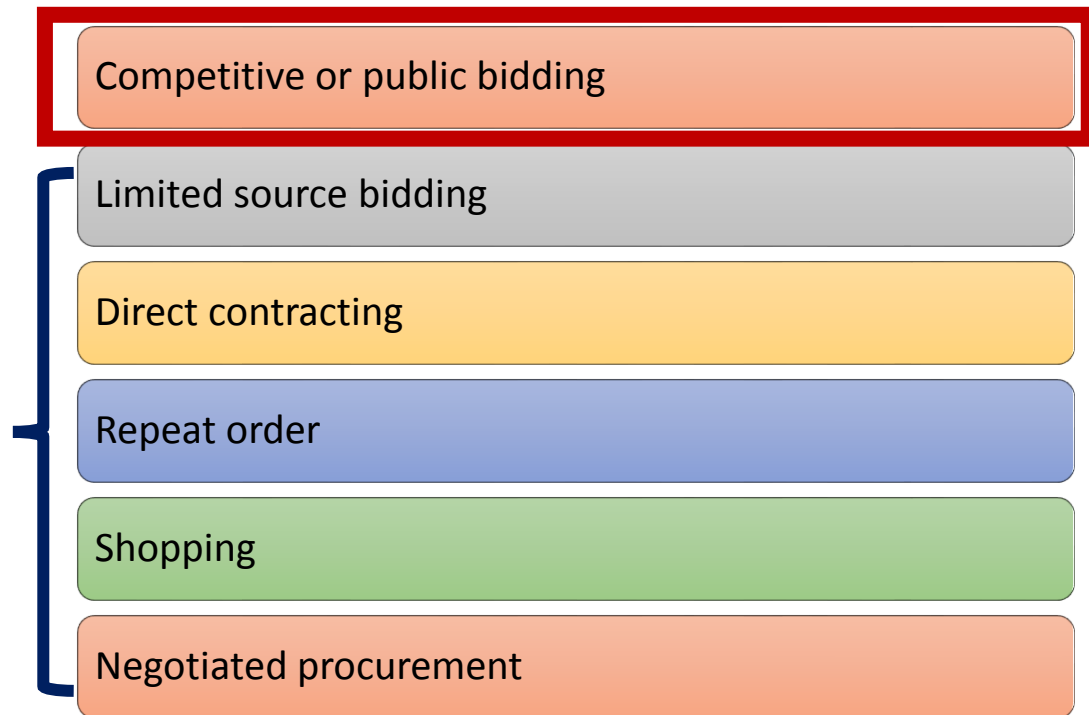 Competitive or public bidding
Limited source bidding
Direct contracting
Repeat order
Shopping
Negotiated procurement